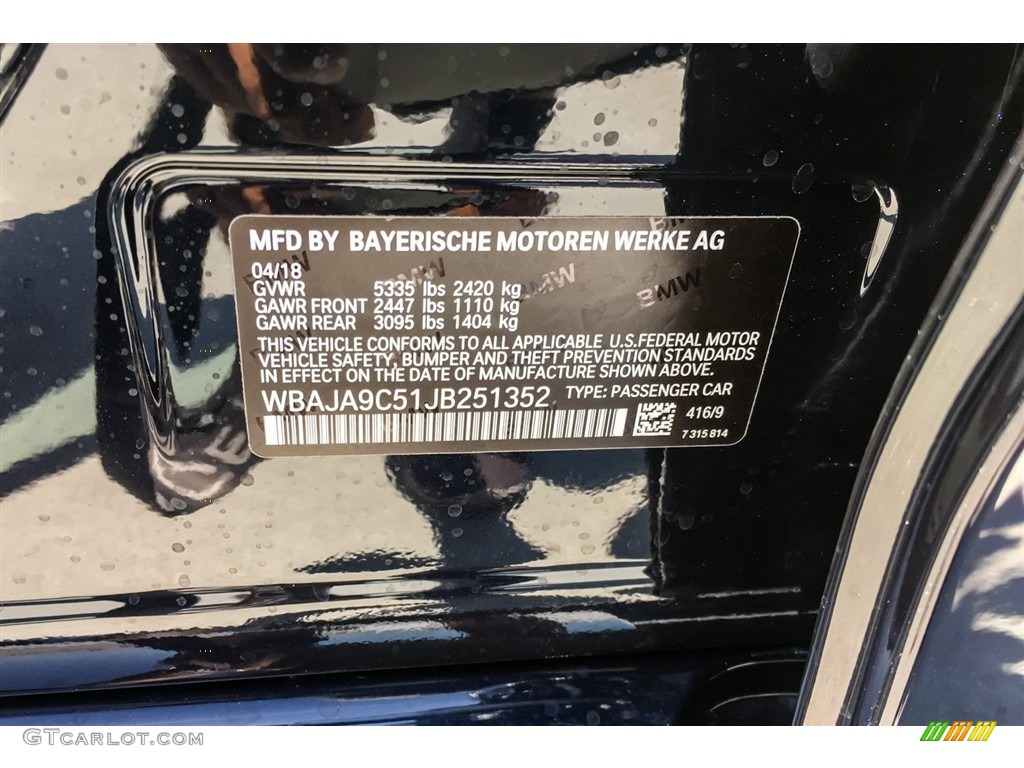 MFD BY BAYERISCHE MOTOREN WERKE AG
04/18
GVWR 5335 lbs 2420 kg
GAWR FRONT 2447 lbs 1110 kg
GAWR REAR 3095 lbs 1404 kg
THIS VEHICLE CONFORMS TO ALL APPLICABLE U.S.FEDERAL MOTOR
VEHICLE SAFETY, BUMPER AND THEFT PREVENTION STANDARDS
IN EFFECT ON THE DATE OF MANUFACTURE SHOWN ABOVE.
WBAJA9C51JB251352 TYPE: PASSENGER CAR
416/9
7 315 814
BMW BMW BMW
GTcarlot.com